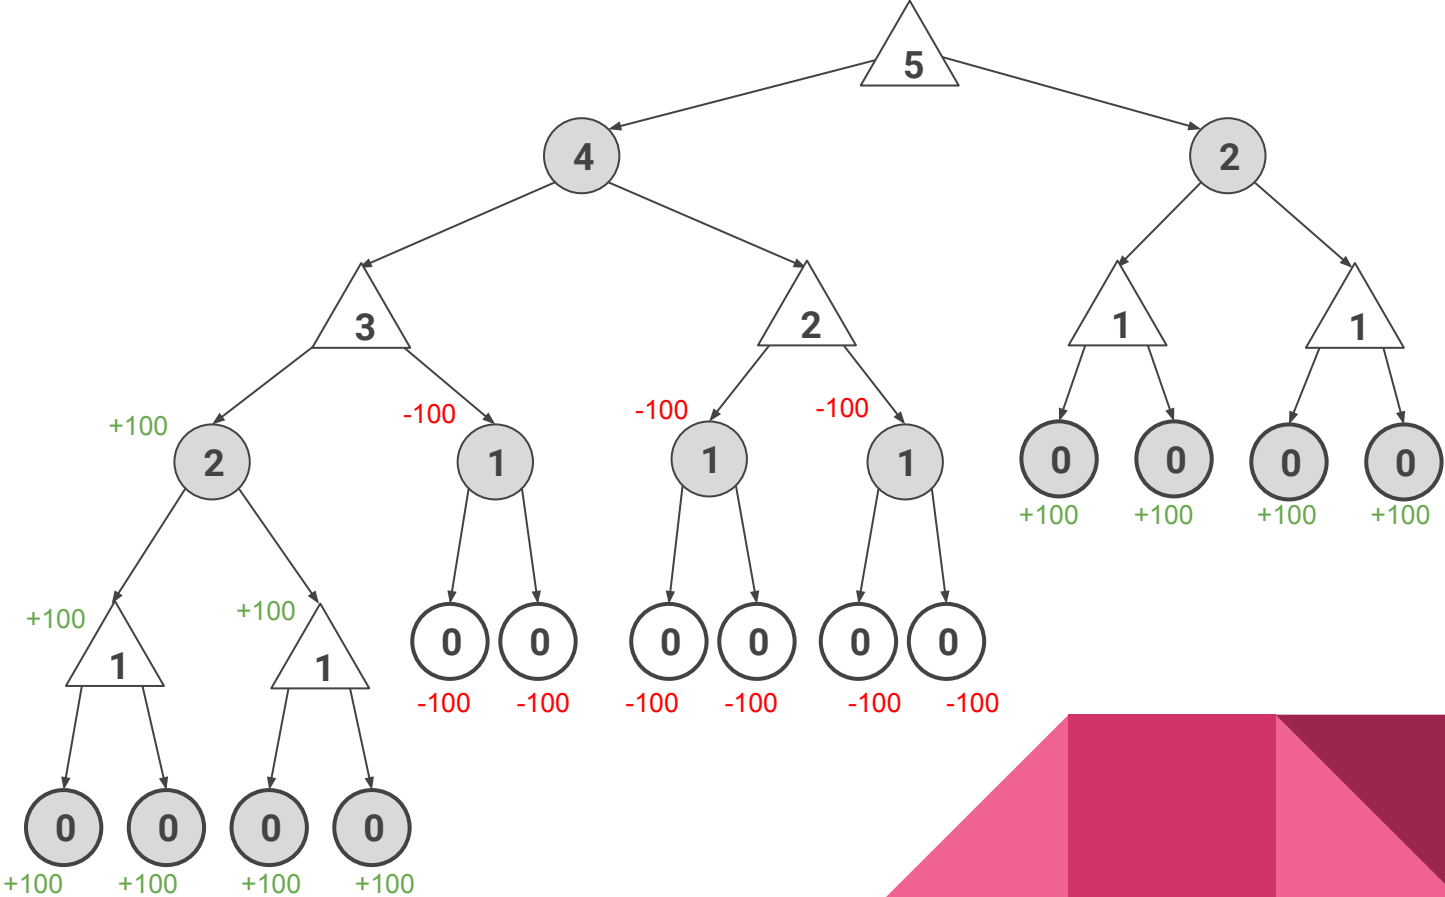 5
4 2
3 2 1 1
+100 -100 -100 -100
2 1 1 1 0 0 0 0
+100 +100 +100 +100
+100 +100
1 1 0 0 0 0 0 0
-100 -100 -100 -100 -100 -100
0 0 0 0
+100 +100 +100 +100